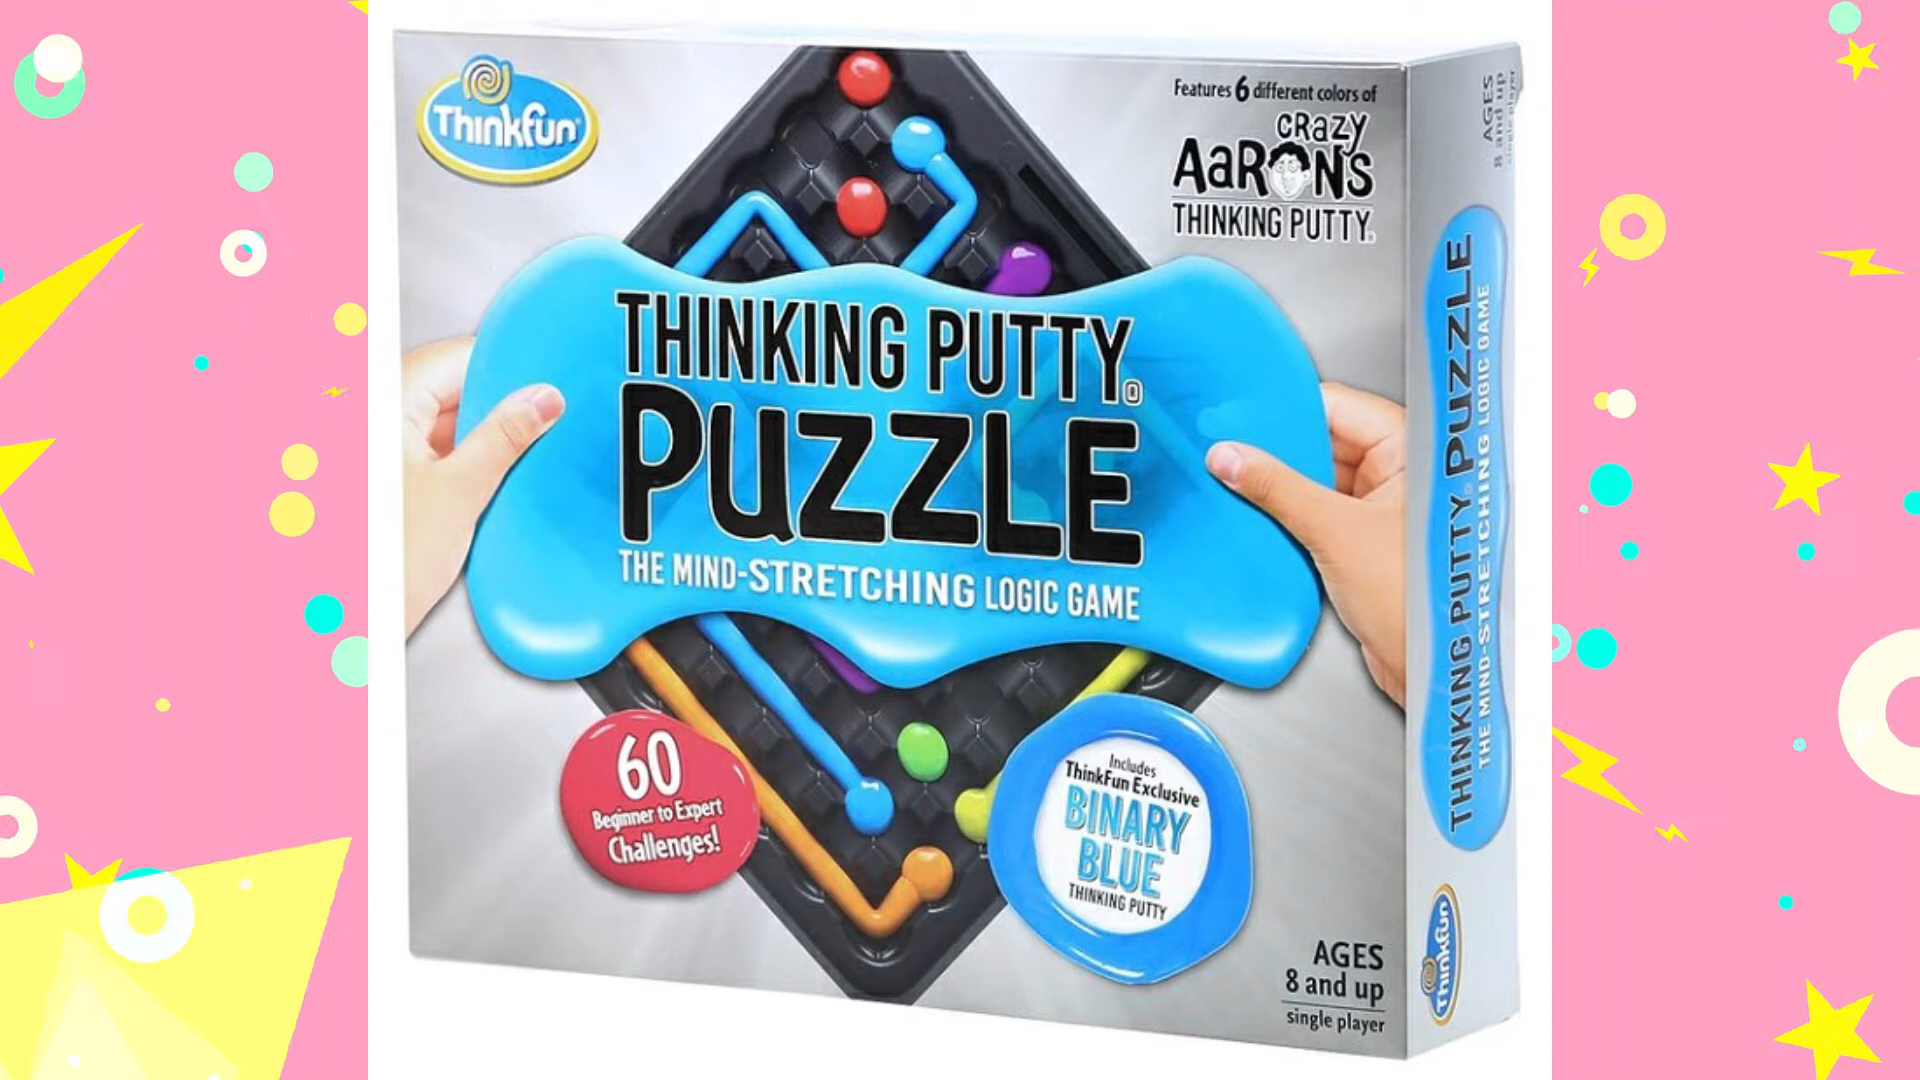 ThinkFun®
Features 6 different colors of
CRaZY
AaRONS
THINKING PUTTY®
THINKING PUTTY®
PUZZLE
THE MIND-STRETCHING LOGIC GAME
60
Beginner to Expert
Challenges!
Includes
ThinkFun Exclusive
BINARY
BLUE
THINKING PUTTY
AGES
8 and up
single player
AGES
8 and up
single player
THINKING PUTTY® PUZZLE
THE MIND-STRETCHING LOGIC GAME
ThinkFun